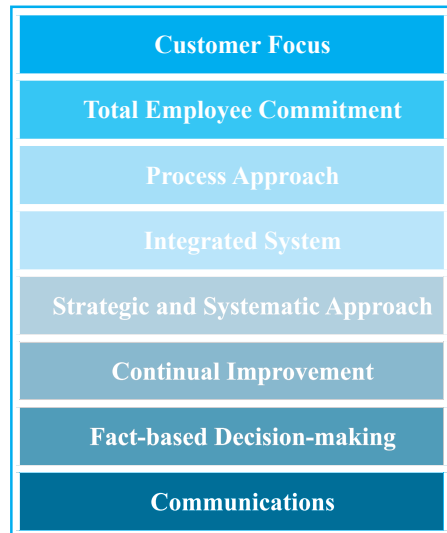 Customer Focus
Total Employee Commitment
Process Approach
Integrated System
Strategic and Systematic Approach
Continual Improvement
Fact-based Decision-making
Communications